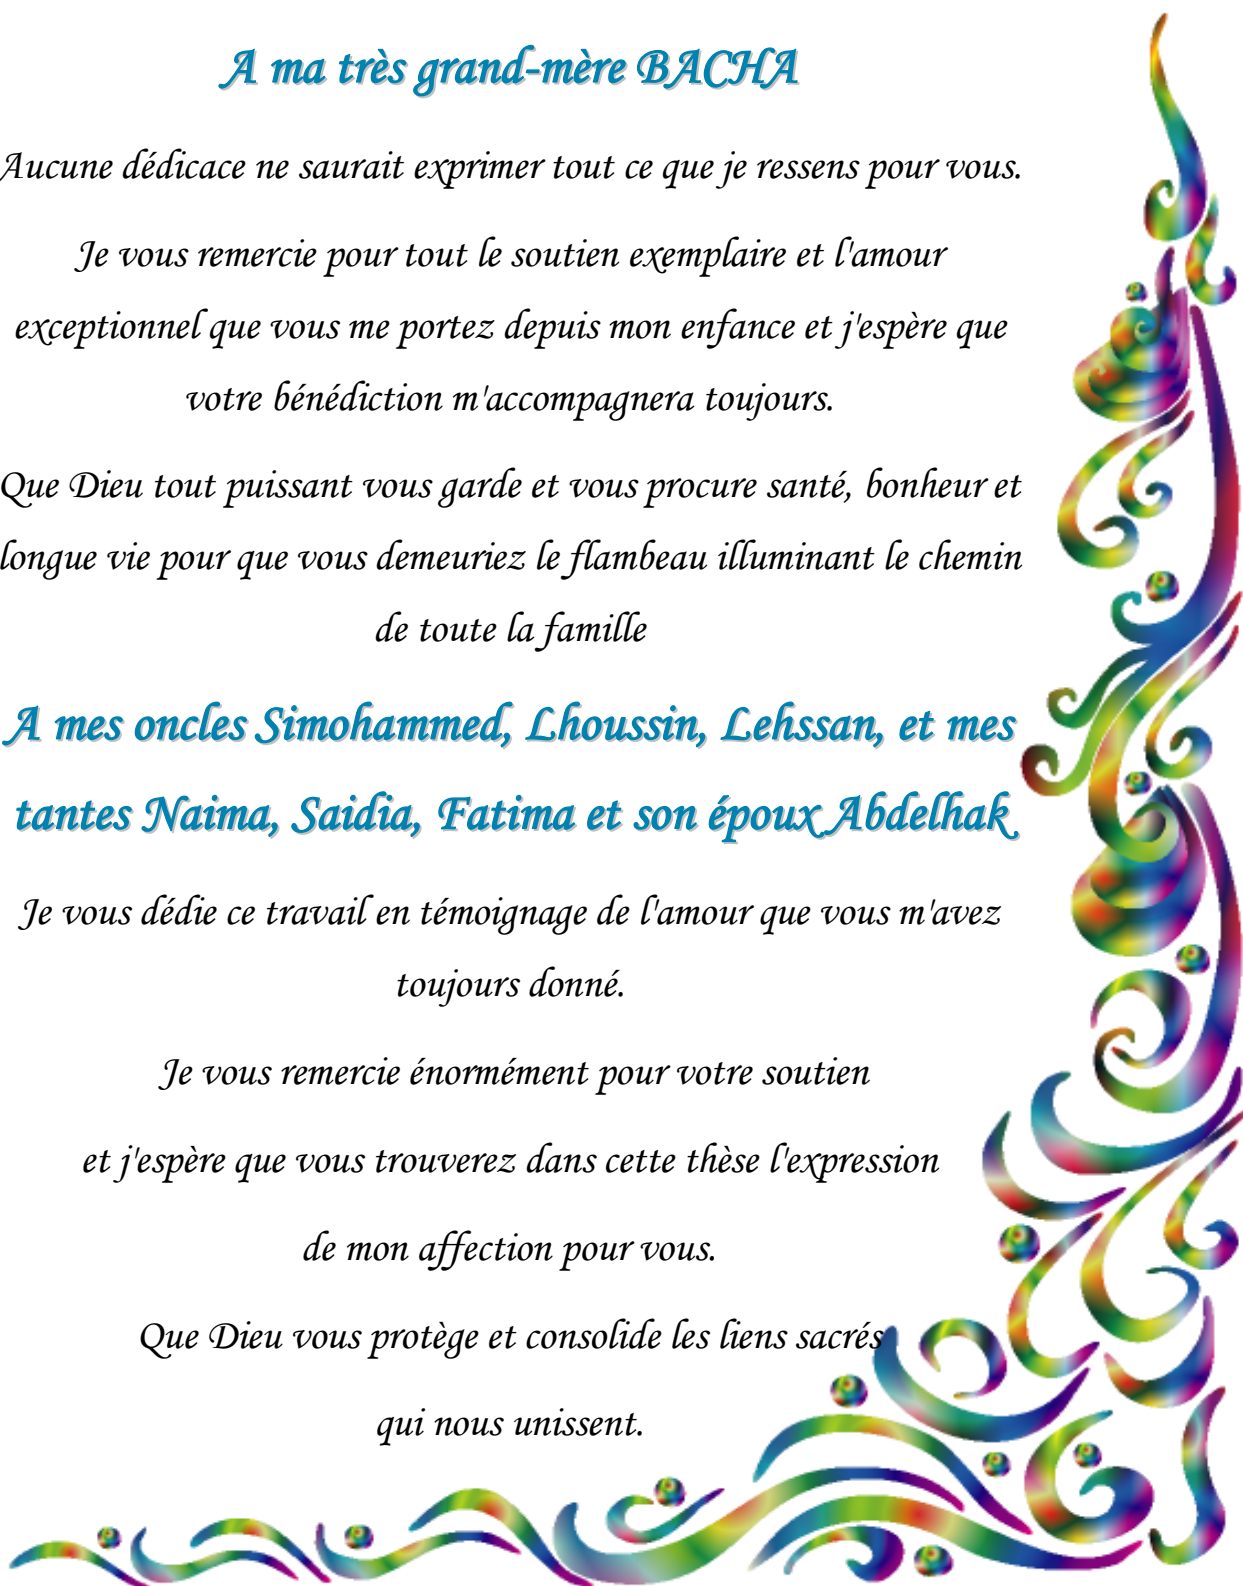 A ma très grand-mère BACHA
Aucune dédicace ne saurait exprimer tout ce que je ressens pour vous.
Je vous remercie pour tout le soutien exemplaire et l'amour
exceptionnel que vous me portez depuis mon enfance et j'espère que
votre bénédiction m'accompagnera toujours.
Que Dieu tout puissant vous garde et vous procure santé, bonheur et
longue vie pour que vous demeuriez le flambeau illuminant le chemin
de toute la famille
A mes oncles Simohammed, Lhoussin, Lehssan, et mes
tantes Naima, Saidia, Fatima et son époux Abdelhak
Je vous dédie ce travail en témoignage de l'amour que vous m'avez
toujours donné.
Je vous remercie énormément pour votre soutien
et j'espère que vous trouverez dans cette thèse l'expression
de mon affection pour vous.
Que Dieu vous protège et consolide les liens sacrés
qui nous unissent.